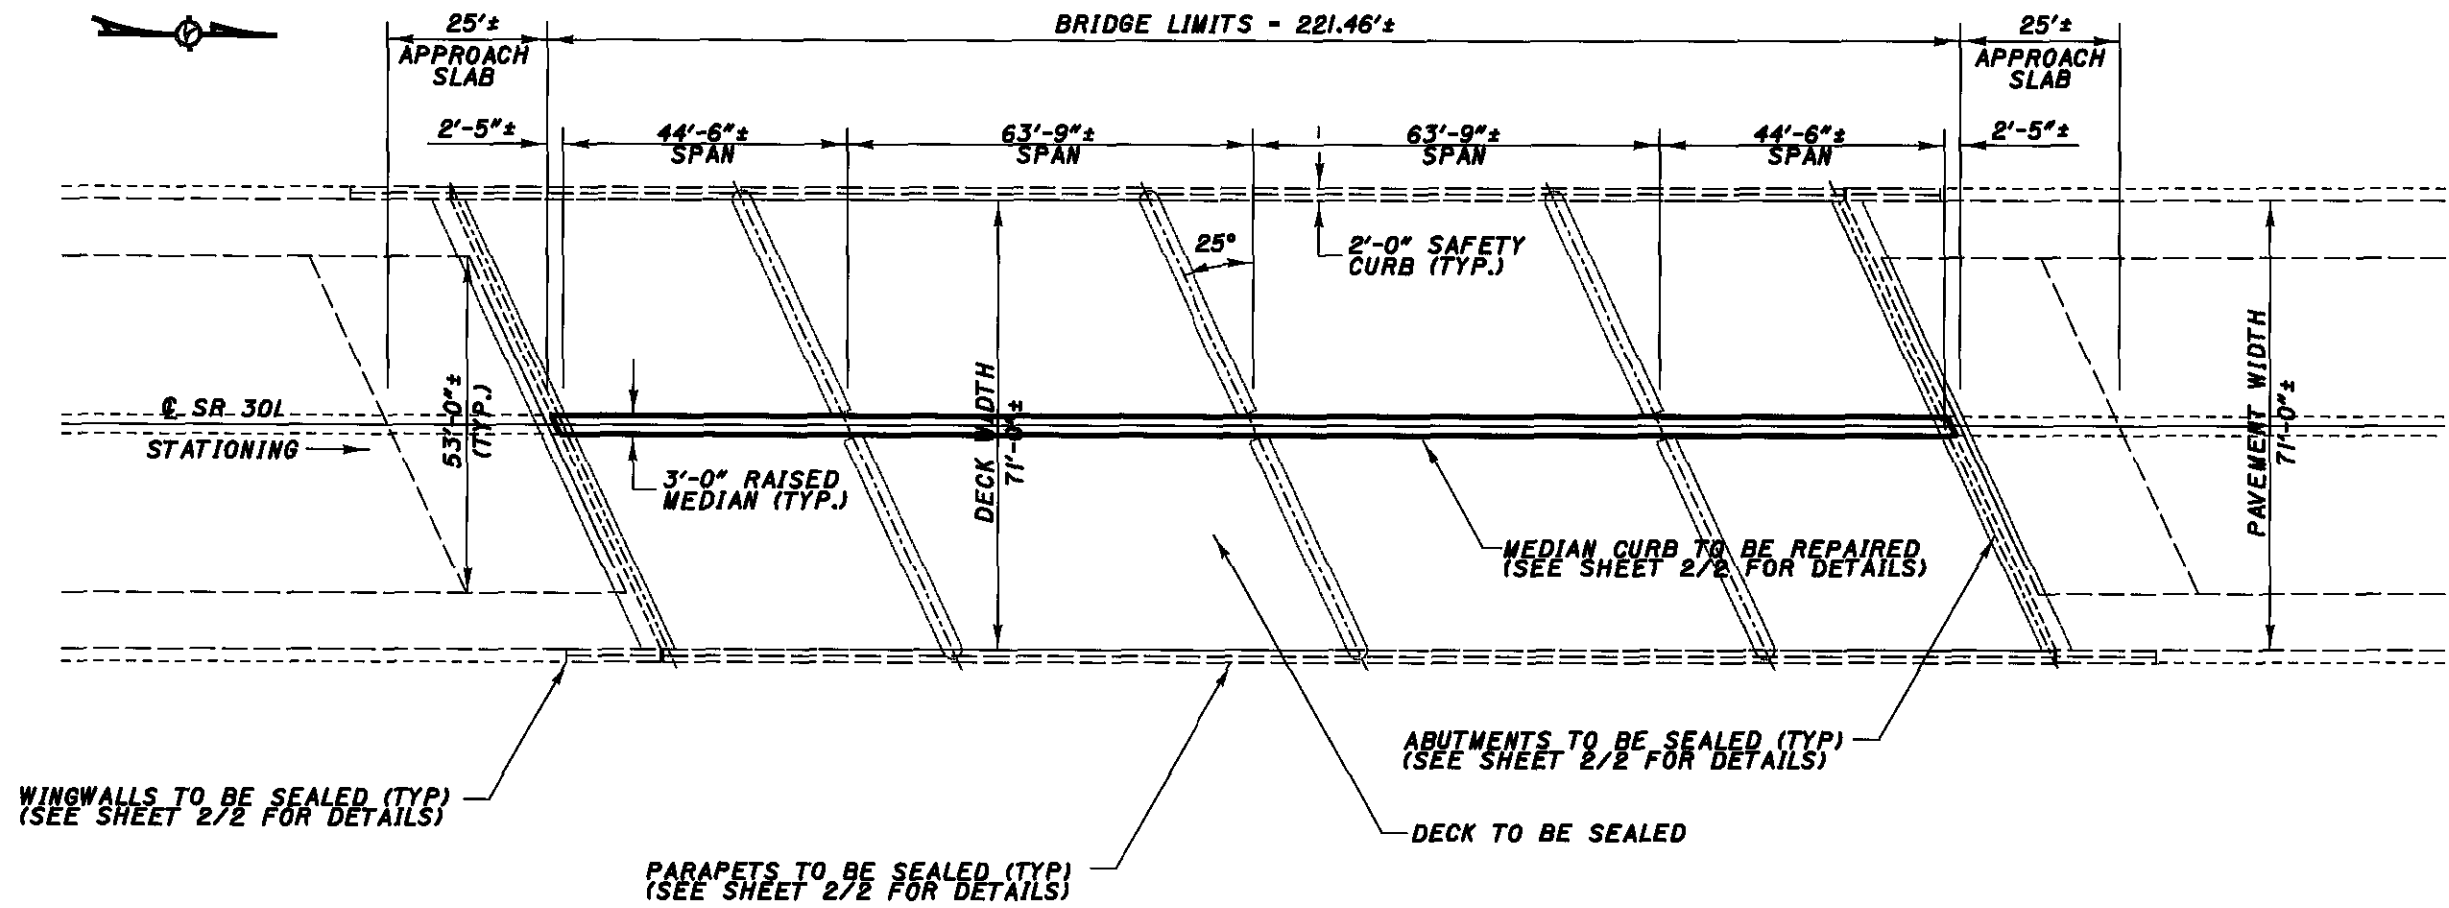 25'±
BRIDGE LIMITS - 221.46'±
25'±
APPROACH
SLAB
APPROACH
SLAB
2'-5"±
44'-6"±
SPAN
63'-9"±
SPAN
63'-9"±
SPAN
44'-6"±
SPAN
2'-5"±
25°
2'-0" SAFETY
CURB (TYP.)
℄ SR 30L
STATIONING
53'-0"±
(TYP.)
3'-0" RAISED
MEDIAN (TYP.)
DECK WIDTH
71'-0"±
MEDIAN CURB TO BE REPAIRED
(SEE SHEET 2/2 FOR DETAILS)
PAVEMENT WIDTH
71'-0"±
ABUTMENTS TO BE SEALED (TYP)
(SEE SHEET 2/2 FOR DETAILS)
WINGWALLS TO BE SEALED (TYP)
(SEE SHEET 2/2 FOR DETAILS)
DECK TO BE SEALED
PARAPETS TO BE SEALED (TYP)
(SEE SHEET 2/2 FOR DETAILS)